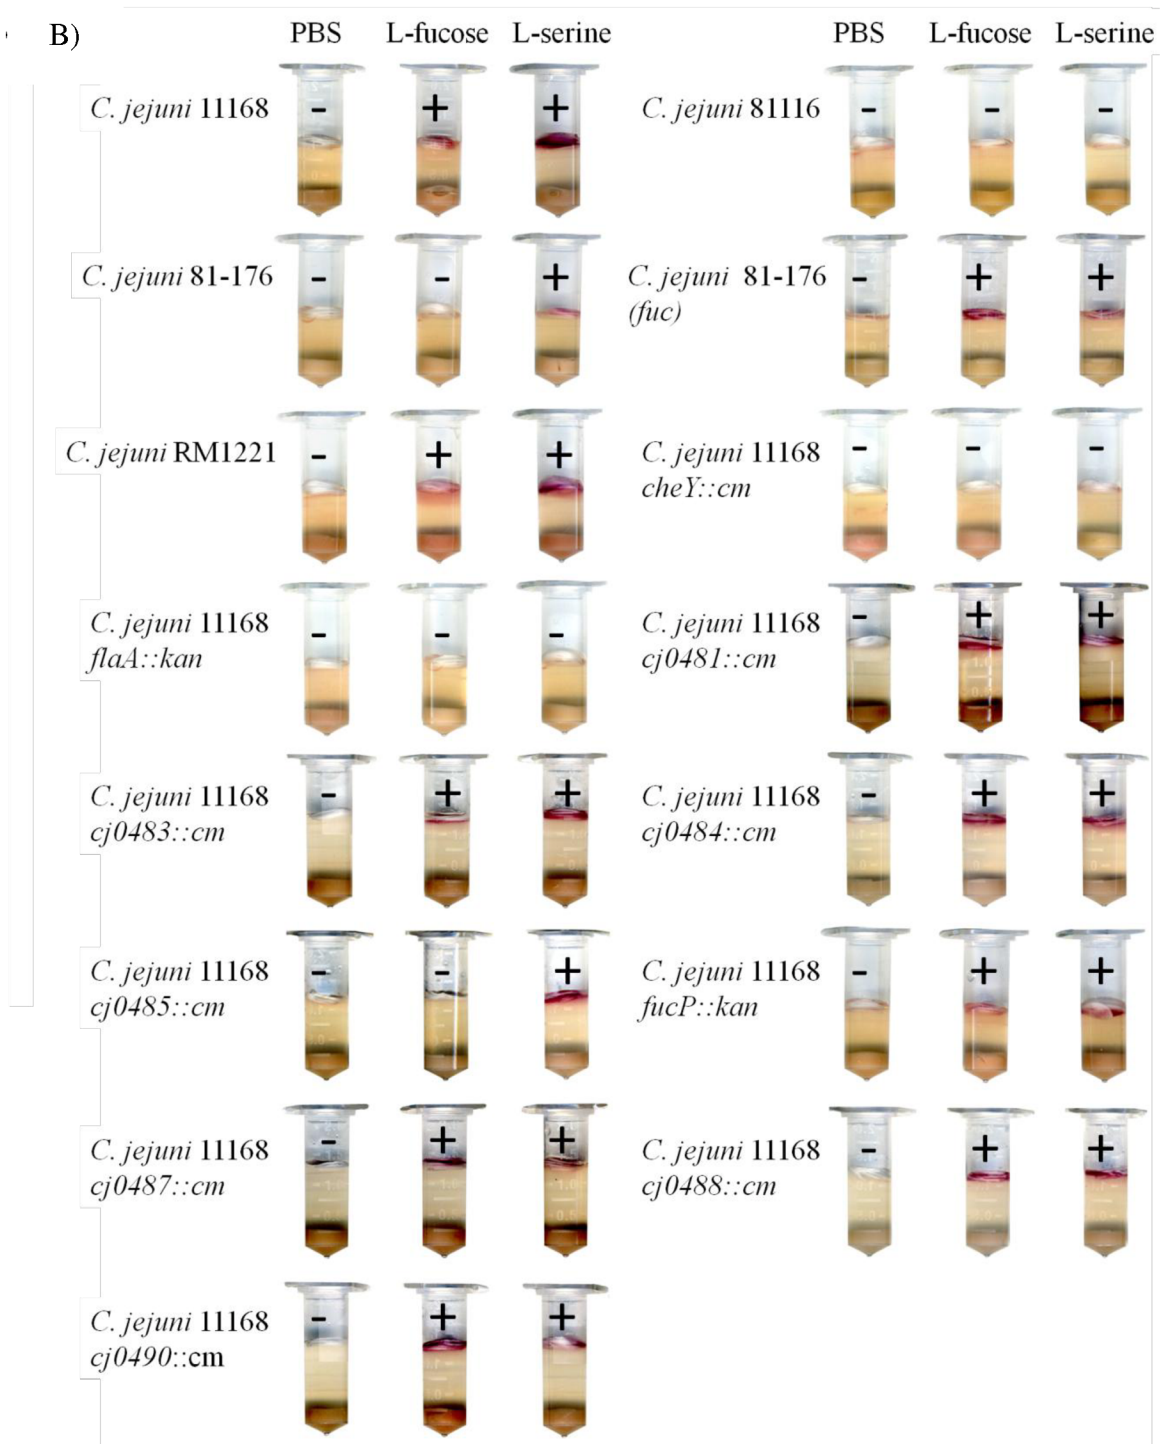 B)
PBS L-fucose L-serine PBS L-fucose L-serine
C. jejuni 11168 - + + C. jejuni 81116 - - -
C. jejuni 81-176 - - + C. jejuni 81-176 - + +
(fuc)
C. jejuni RM1221 - + + C. jejuni 11168 - - -
cheY::cm
C. jejuni 11168 - - - C. jejuni 11168 - + +
flaA::kan cj0481::cm
C. jejuni 11168 - + + C. jejuni 11168 - + +
cj0483::cm cj0484::cm
C. jejuni 11168 - - + C. jejuni 11168 - + +
cj0485::cm fucP::kan
C. jejuni 11168 - + + C. jejuni 11168 - + +
cj0487::cm cj0488::cm
C. jejuni 11168 - + +
cj0490::cm